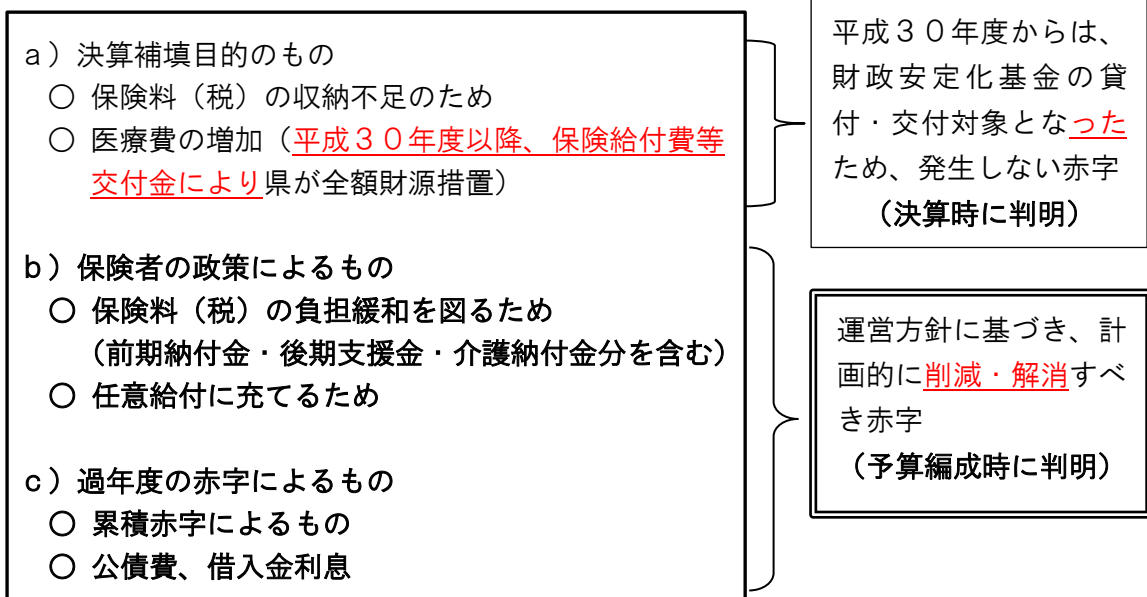 ａ）決算補填目的のもの
○ 保険料（税）の収納不足のため
○ 医療費の増加（平成３０年度以降、保険給付費等
交付金により県が全額財源措置）
ｂ）保険者の政策によるもの
○ 保険料（税）の負担緩和を図るため
（前期納付金・後期支援金・介護納付金分を含む）
○ 任意給付に充てるため
ｃ）過年度の赤字によるもの
○ 累積赤字によるもの
○ 公債費、借入金利息
平成３０年度からは、
財政安定化基金の貸
付・交付対象となった
ため、発生しない赤字
（決算時に判明）
運営方針に基づき、計
画的に削減・解消すべ
き赤字
（予算編成時に判明）